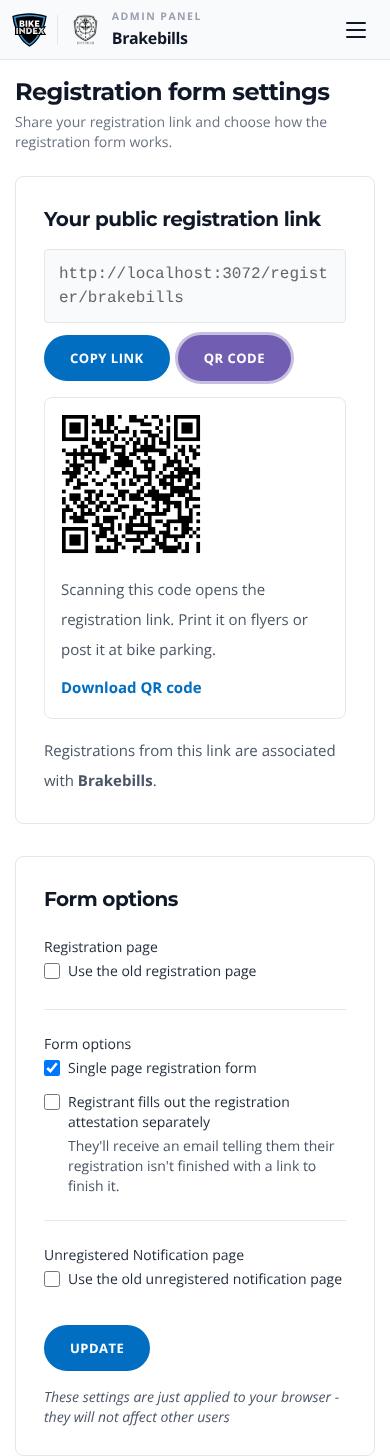 BIKE
INDEX
ADMIN PANEL
Brakebills
Registration form settings
Share your registration link and choose how the
registration form works.
Your public registration link
http://localhost:3072/regist
er/brakebills
COPY LINK
QR CODE
Scanning this code opens the
registration link. Print it on flyers or
post it at bike parking.
Download QR code
Registrations from this link are associated
with Brakebills.
Form options
Registration page
Use the old registration page
Form options
Single page registration form
Registrant fills out the registration
attestation separately
They'll receive an email telling them their
registration isn't finished with a link to
finish it.
Unregistered Notification page
Use the old unregistered notification page
UPDATE
These settings are just applied to your browser -
they will not affect other users